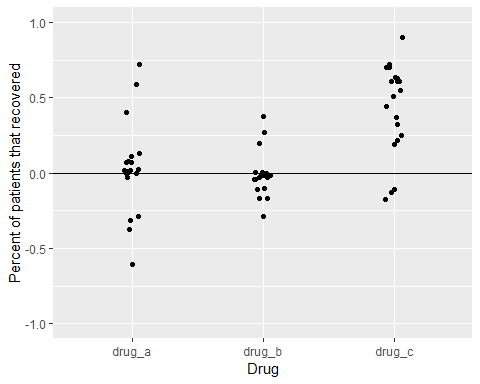 Percent of patients that recovered
1.0
0.5
0.0
-0.5
-1.0
drug_a drug_b drug_c
Drug